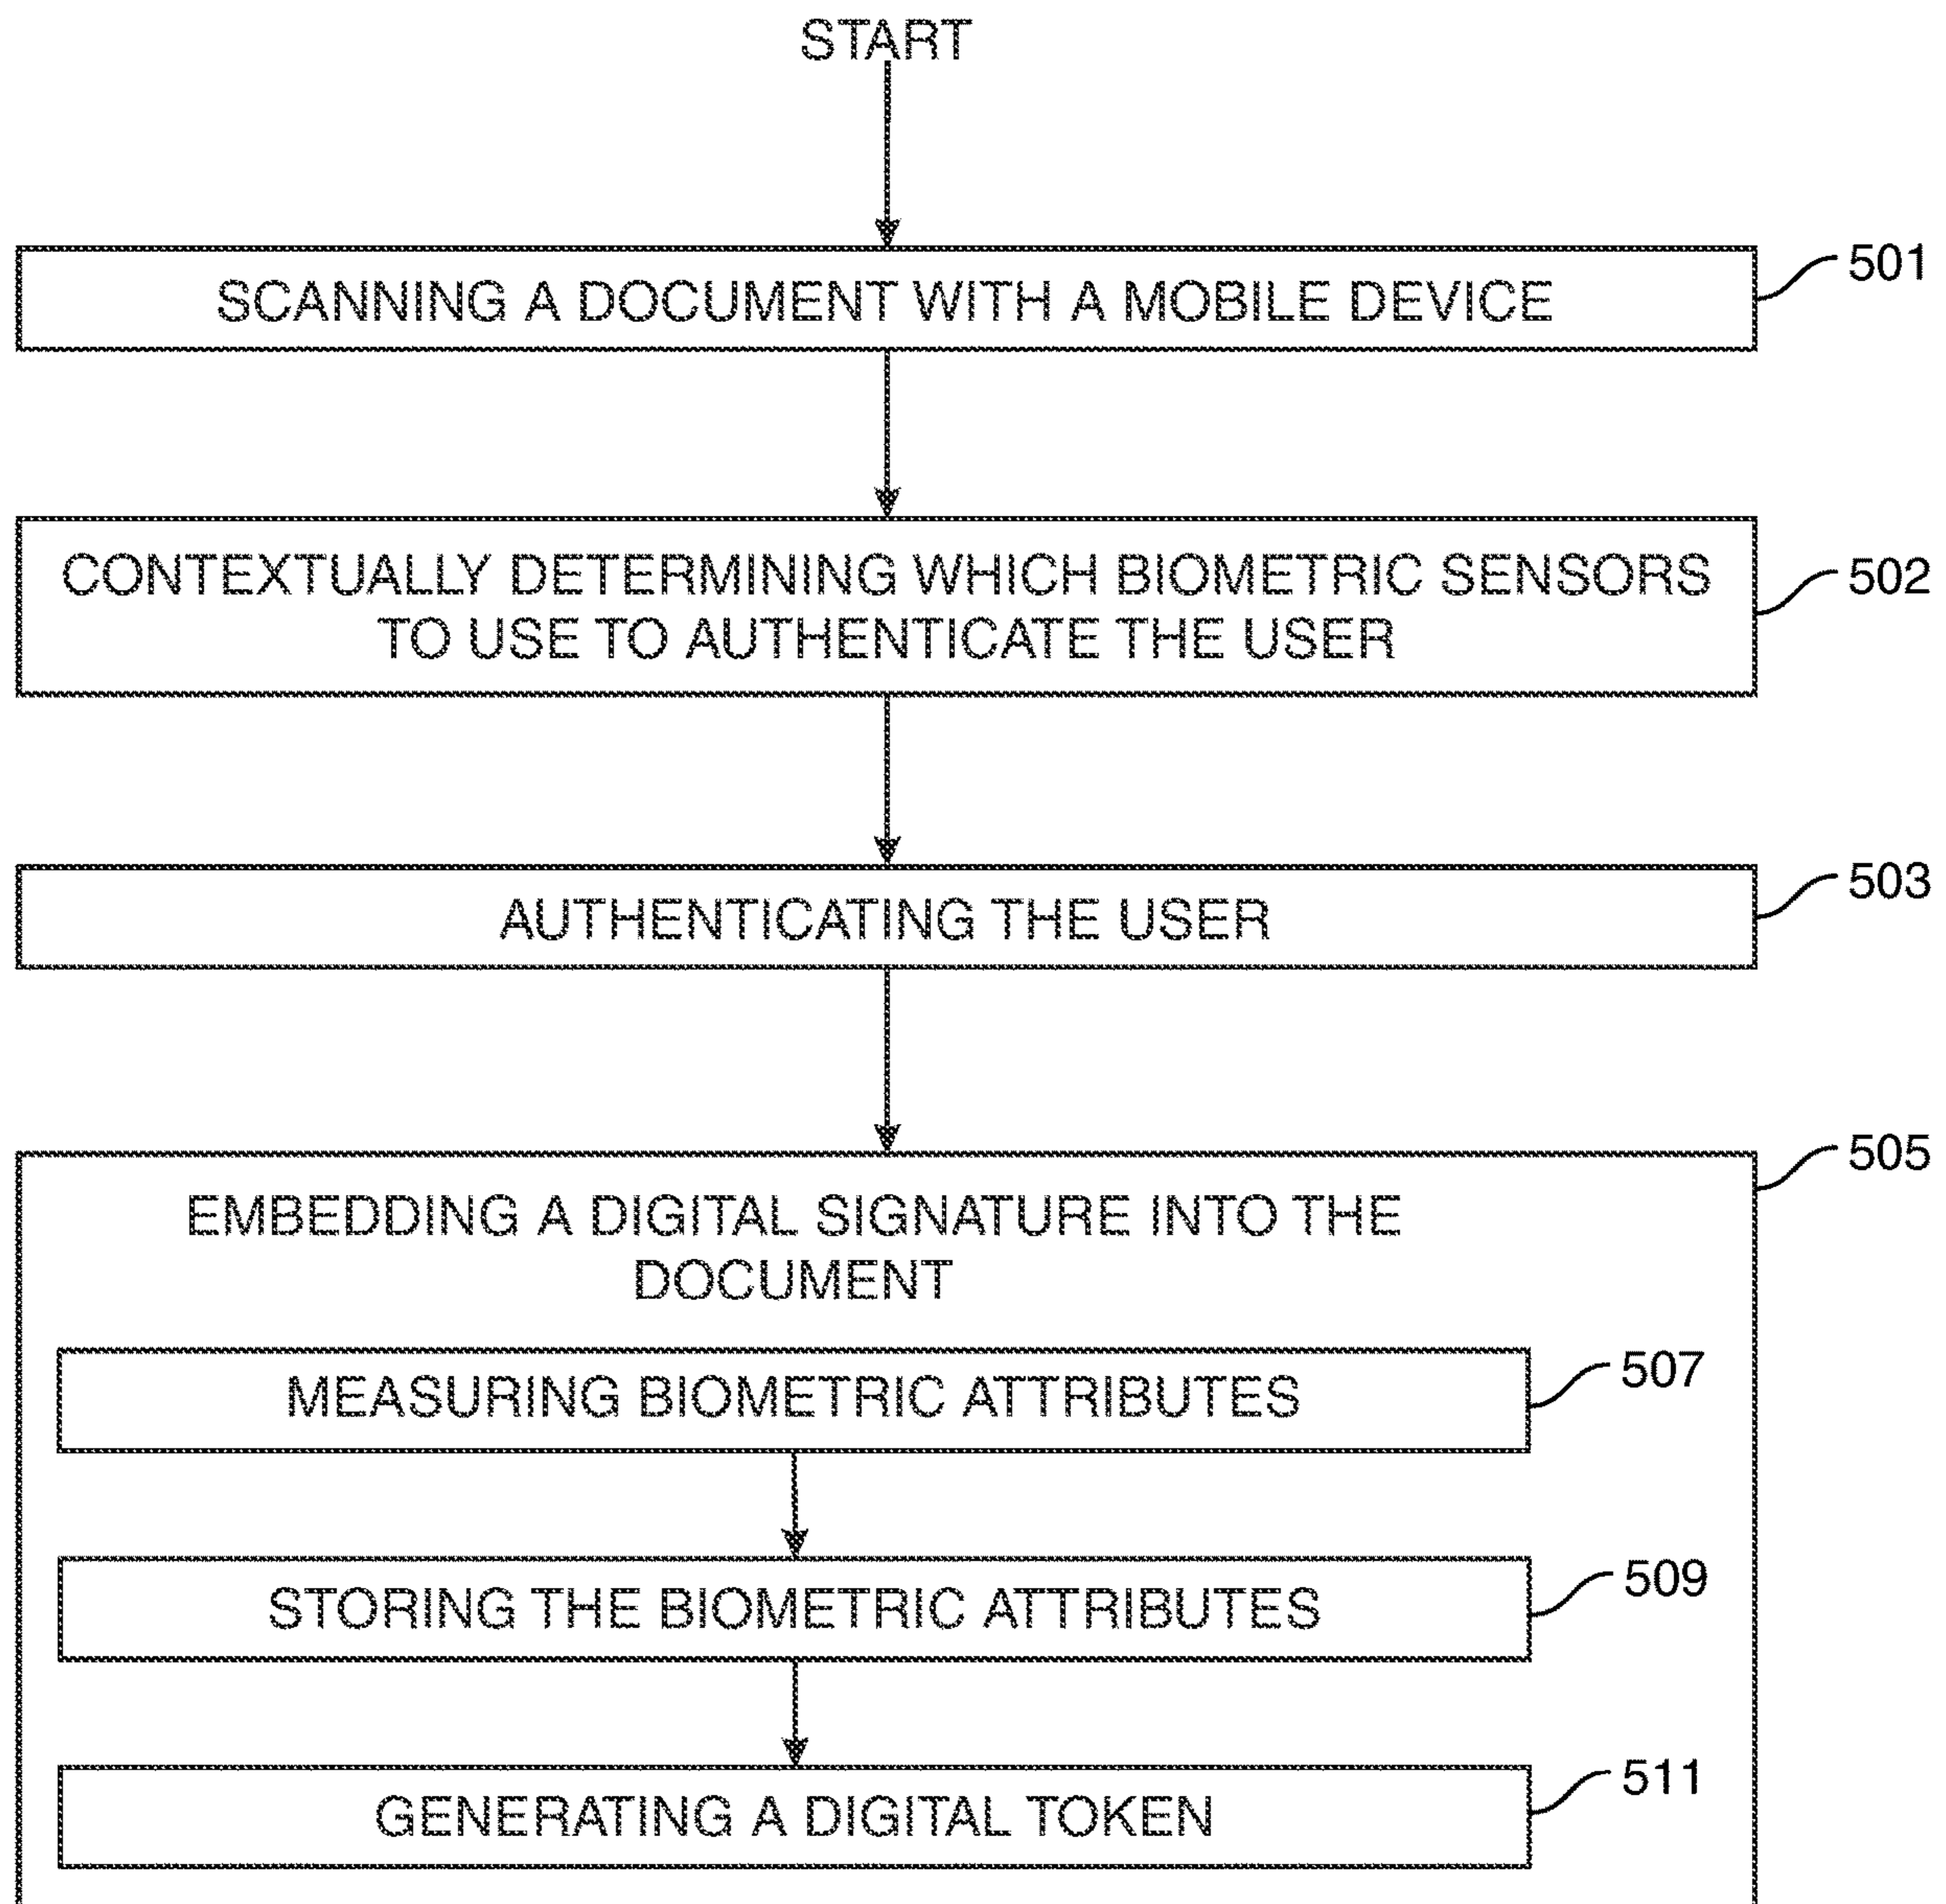 START
501
SCANNING A DOCUMENT WITH A MOBILE DEVICE
502
CONTEXTUALLY DETERMINING WHICH BIOMETRIC SENSORS
TO USE TO AUTHENTICATE THE USER
503
AUTHENTICATING THE USER
505
EMBEDDING A DIGITAL SIGNATURE INTO THE
DOCUMENT
507
MEASURING BIOMETRIC ATTRIBUTES
509
STORING THE BIOMETRIC ATTRIBUTES
511
GENERATING A DIGITAL TOKEN